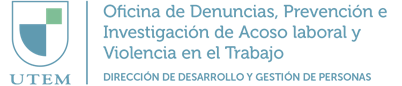 Oficina de Denuncias, Prevención e
Investigación de Acoso laboral y
Violencia en el Trabajo
DIRECCIÓN DE DESARROLLO Y GESTIÓN DE PERSONAS
UTEM